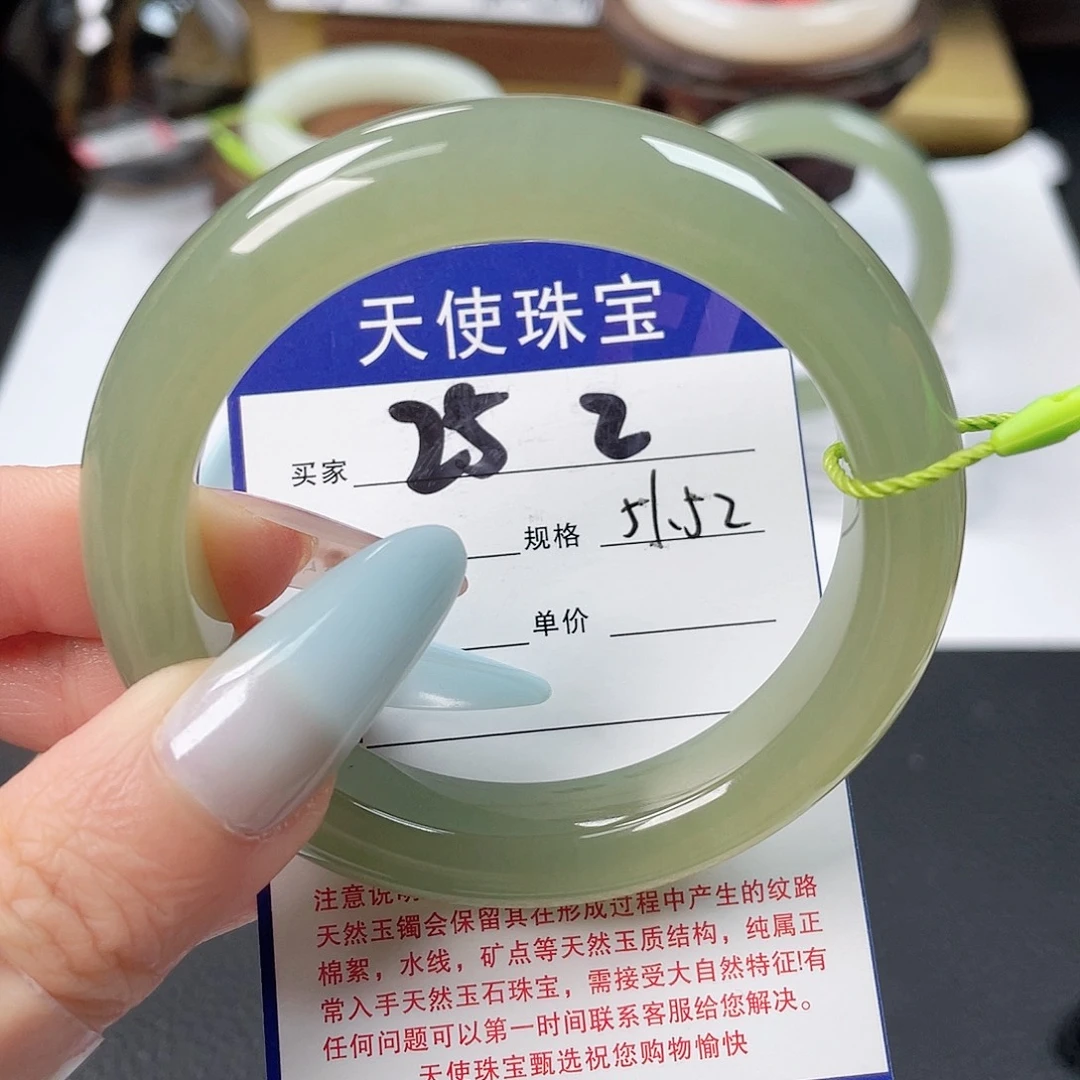 天使珠宝
买家 25 2
规格 51.52
单价
注意说明
天然玉镯会保留其在形成过程中产生的纹路
棉絮，水线，矿点等天然玉质结构，纯属正
常入手天然玉石珠宝，需接受大自然特征!有
任何问题可以第一时间联系客服给您解决。
天使珠宝甄选祝您购物愉快